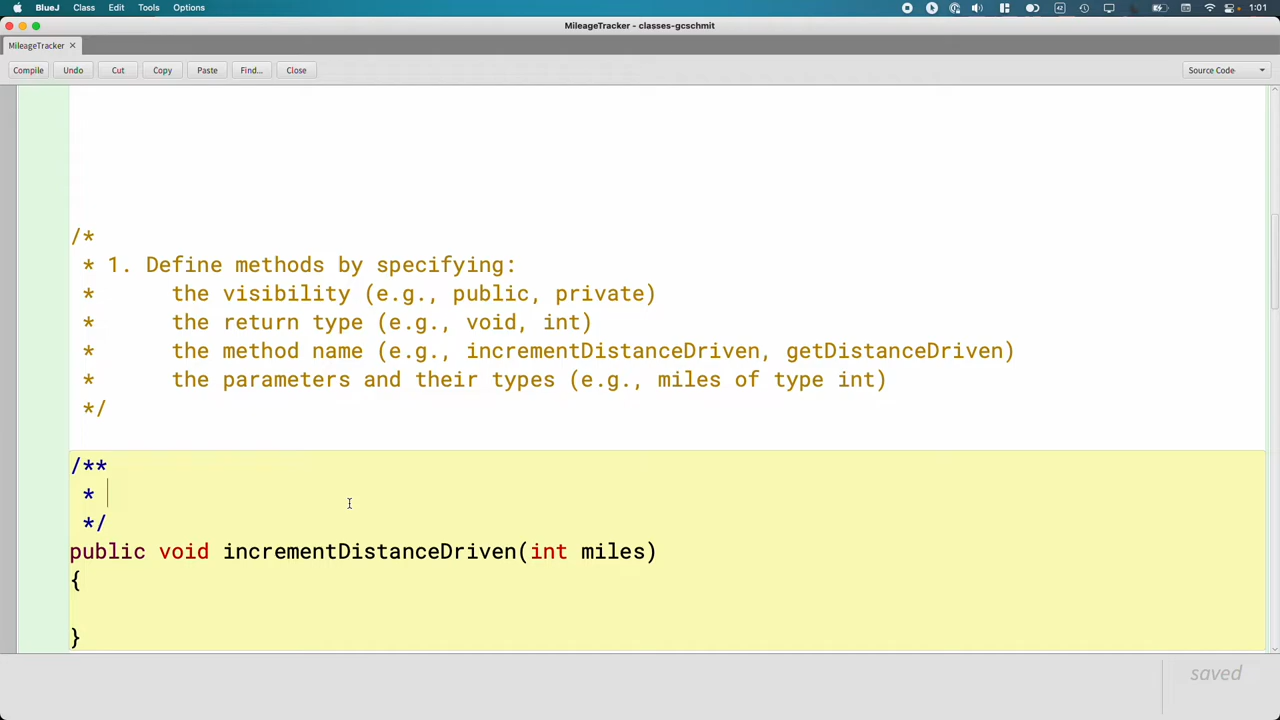 BlueJ Class Edit Tools Options 1:01
MileageTracker - classes-gcschmit
MileageTracker ×
Compile Undo Cut Copy Paste Find... Close Source Code
/*
* 1. Define methods by specifying:
* the visibility (e.g., public, private)
* the return type (e.g., void, int)
* the method name (e.g., incrementDistanceDriven, getDistanceDriven)
* the parameters and their types (e.g., miles of type int)
*/
/**
*
*/
public void incrementDistanceDriven(int miles)
{
}
saved